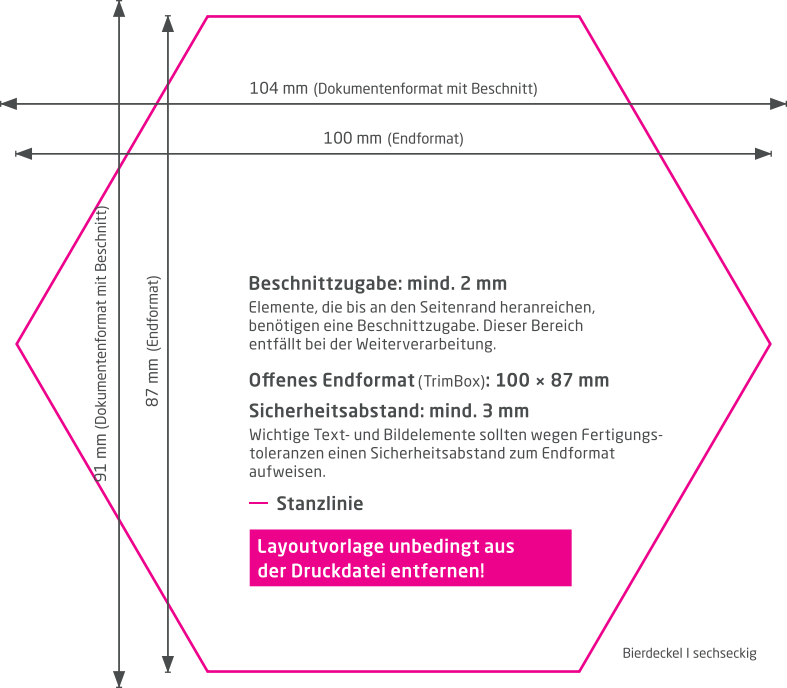 104 mm (Dokumentenformat mit Beschnitt)
100 mm (Endformat)
91 mm (Dokumentenformat mit Beschnitt)
87 mm (Endformat)
Beschnittzugabe: mind. 2 mm
Elemente, die bis an den Seitenrand heranreichen,
benötigen eine Beschnittzugabe. Dieser Bereich
entfällt bei der Weiterverarbeitung.
Offenes Endformat (TrimBox): 100 × 87 mm
Sicherheitsabstand: mind. 3 mm
Wichtige Text- und Bildelemente sollten wegen Fertigungs-
toleranzen einen Sicherheitsabstand zum Endformat
aufweisen.
Stanzlinie
Layoutvorlage unbedingt aus
der Druckdatei entfernen!
Bierdeckel I sechseckig